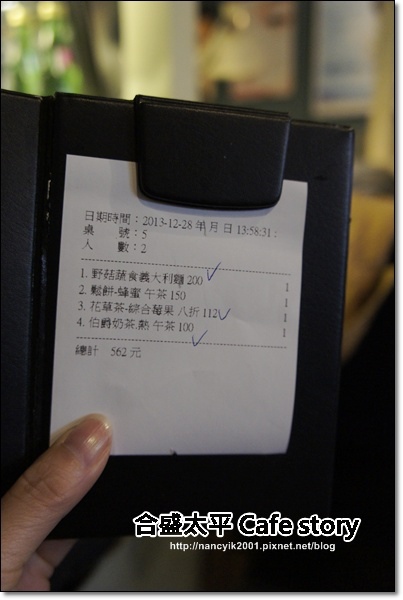 日期時間：2013-12-28 年 月 日 13:58:31：
桌　　號：5
人　　數：2
1. 野菇蔬食義大利麵 200 1
2. 鬆餅-蜂蜜 午茶 150 1
3. 花草茶-綜合莓果 八折 112 1
4. 伯爵奶茶.熱 午茶 100 1
總計　562 元
合盛太平 Cafe story
http://nancyik2001.pixnet.net/blog